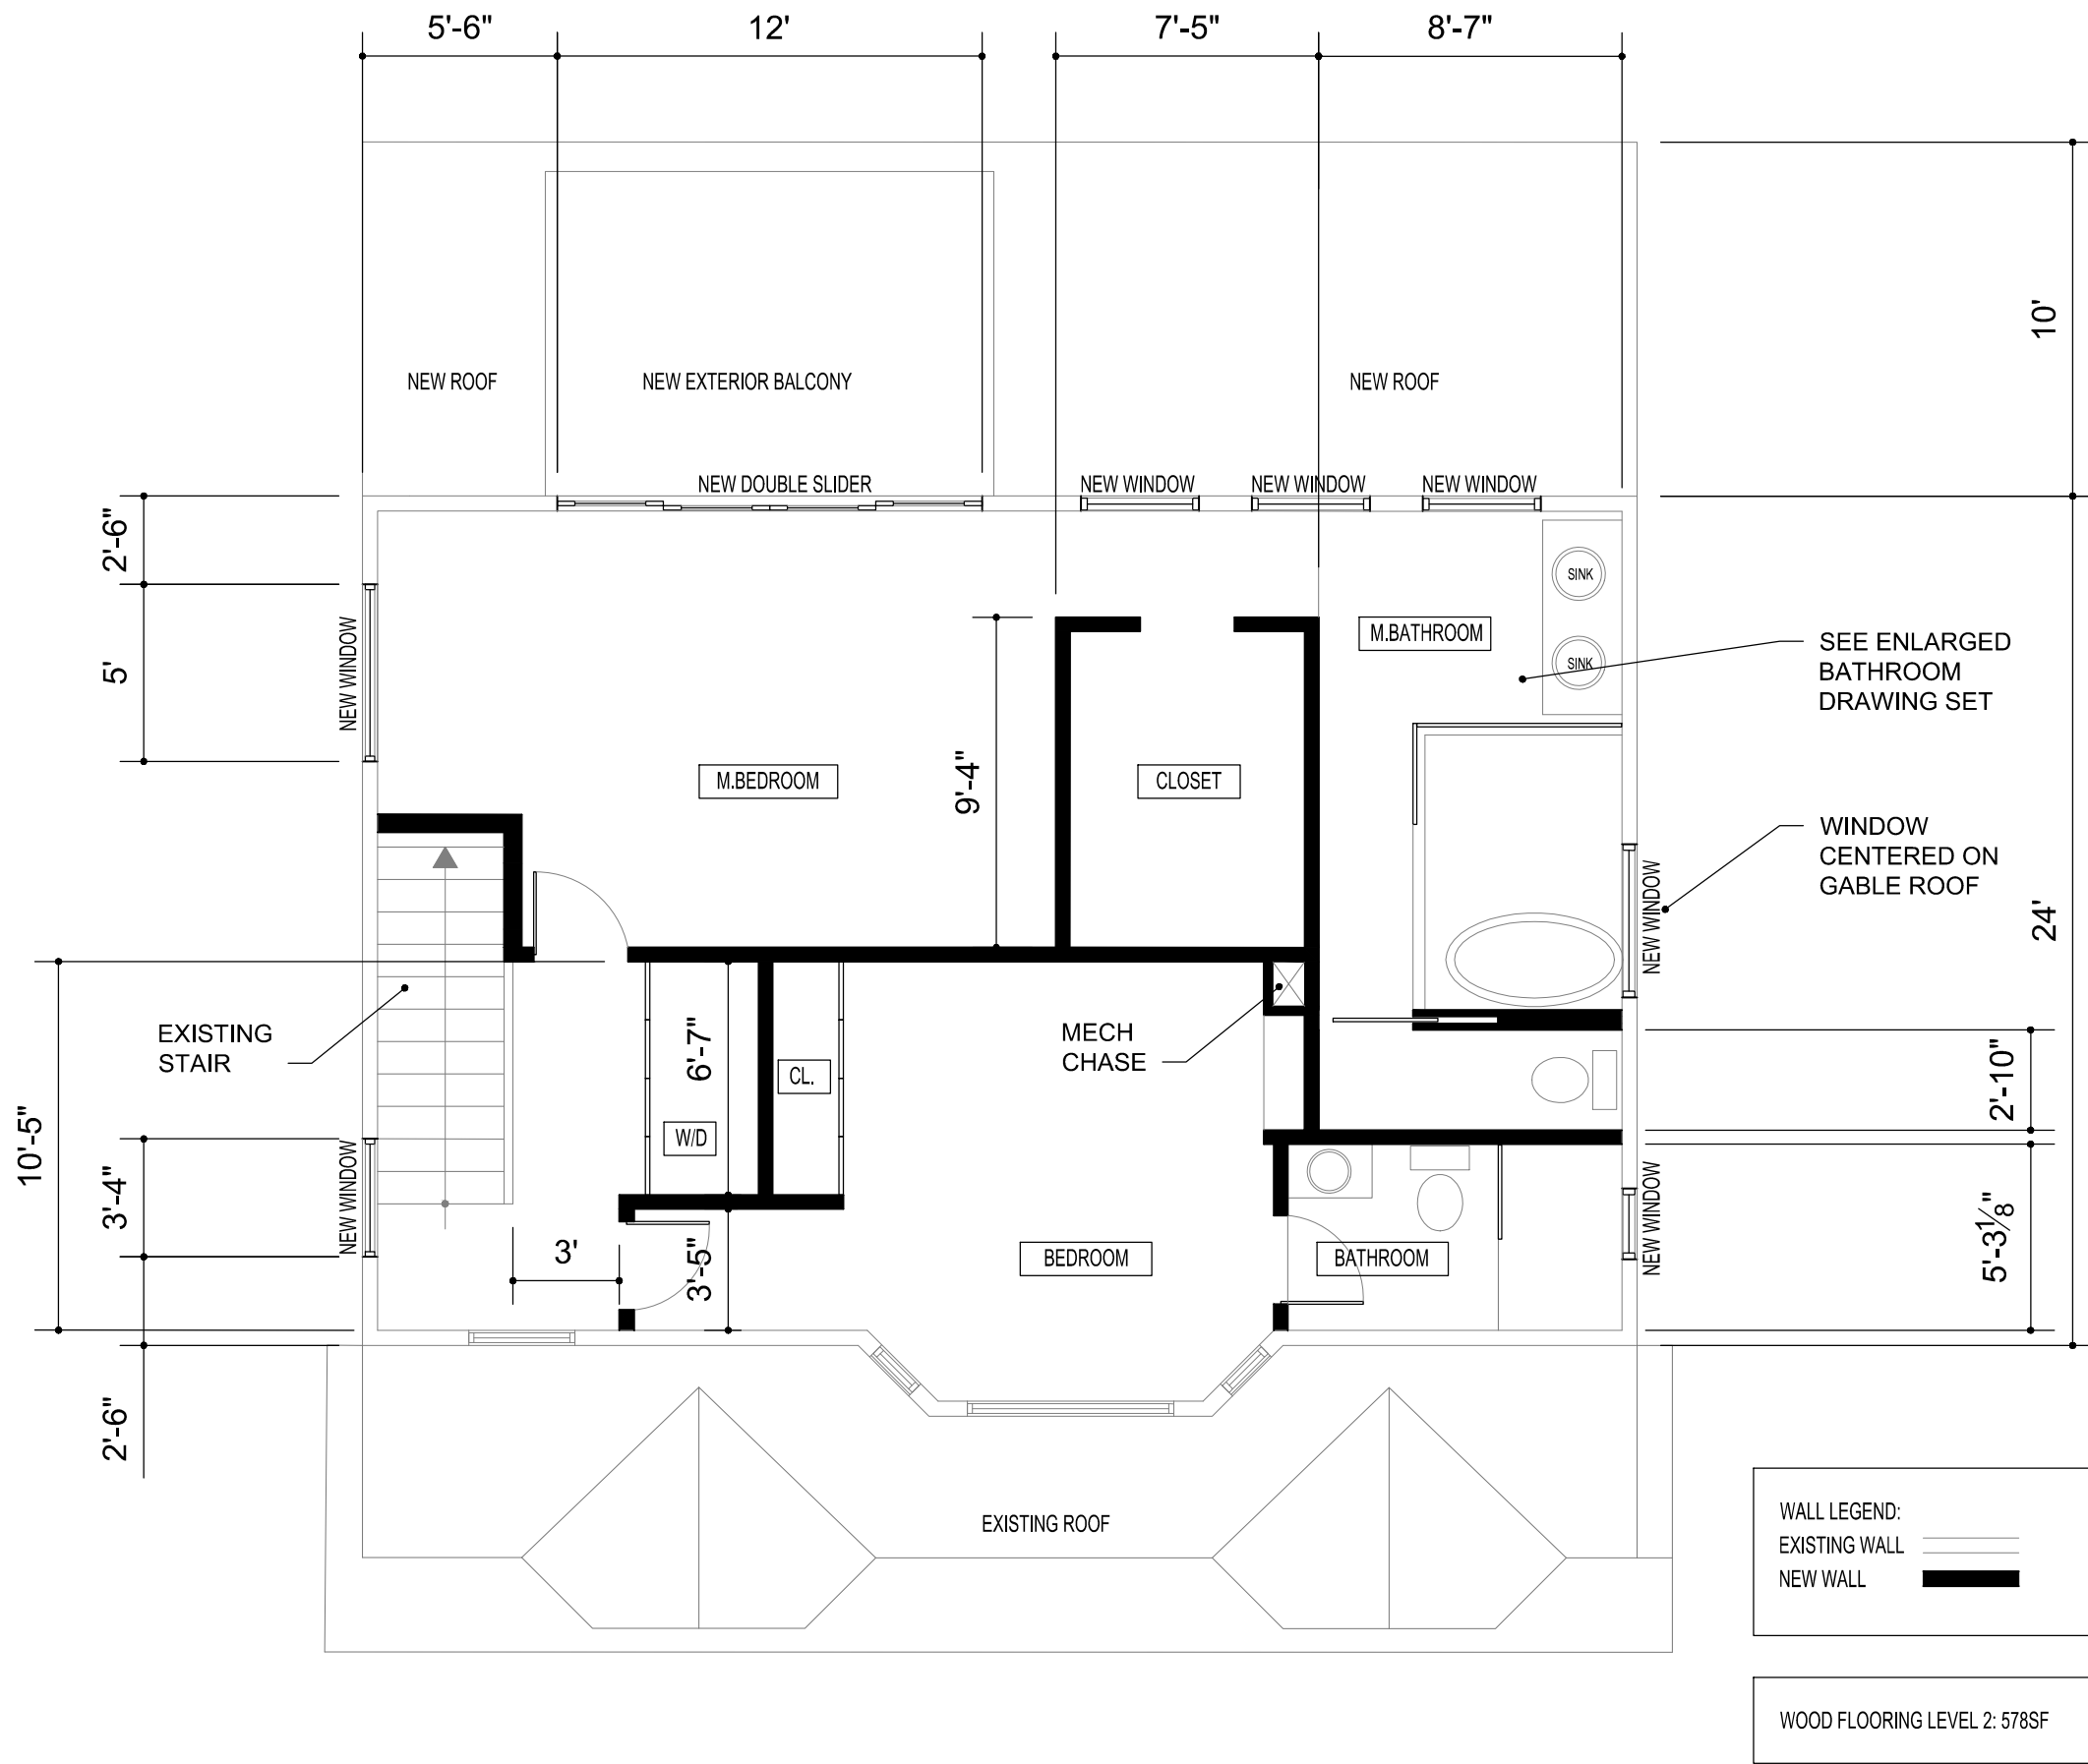 5'-6" 12' 7'-5" 8'-7"
10'
NEW ROOF NEW EXTERIOR BALCONY NEW ROOF
NEW DOUBLE SLIDER NEW WINDOW NEW WINDOW NEW WINDOW
2'-6"
SINK
5'
NEW WINDOW
M.BATHROOM
SINK
SEE ENLARGED
BATHROOM
DRAWING SET
M.BEDROOM
9'-4"
CLOSET
WINDOW
CENTERED ON
GABLE ROOF
NEW WINDOW
24'
EXISTING
STAIR
6'-7"
CL.
MECH
CHASE
2'-10"
10'-5"
W/D
3'-4"
NEW WINDOW
NEW WINDOW
5'-3⅛"
3'
3'-5"
BEDROOM
BATHROOM
2'-6"
EXISTING ROOF
WALL LEGEND:
EXISTING WALL
NEW WALL
WOOD FLOORING LEVEL 2: 578SF